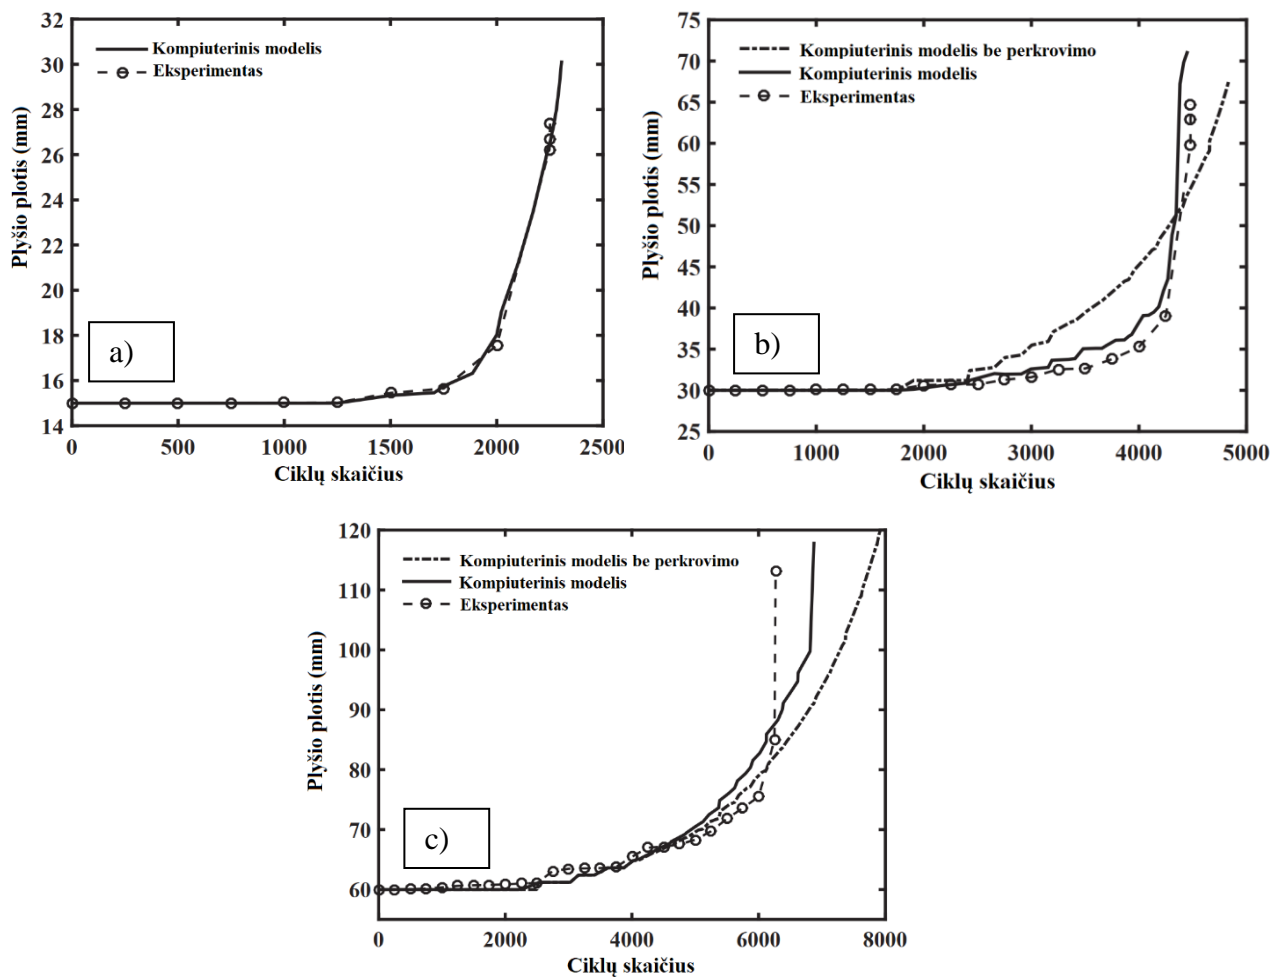 32
30
28
26
24
22
20
18
16
14
Plyšio plotis (mm)
Kompiuterinis modelis
Eksperimentas
a)
0 500 1000 1500 2000 2500
Ciklų skaičius
75
70
65
60
55
50
45
40
35
30
25
Plyšio plotis (mm)
Kompiuterinis modelis be perkrovimo
Kompiuterinis modelis
Eksperimentas
b)
0 1000 2000 3000 4000 5000
Ciklų skaičius
120
110
100
90
80
70
60
Plyšio plotis (mm)
Kompiuterinis modelis be perkrovimo
Kompiuterinis modelis
Eksperimentas
c)
0 2000 4000 6000 8000
Ciklų skaičius